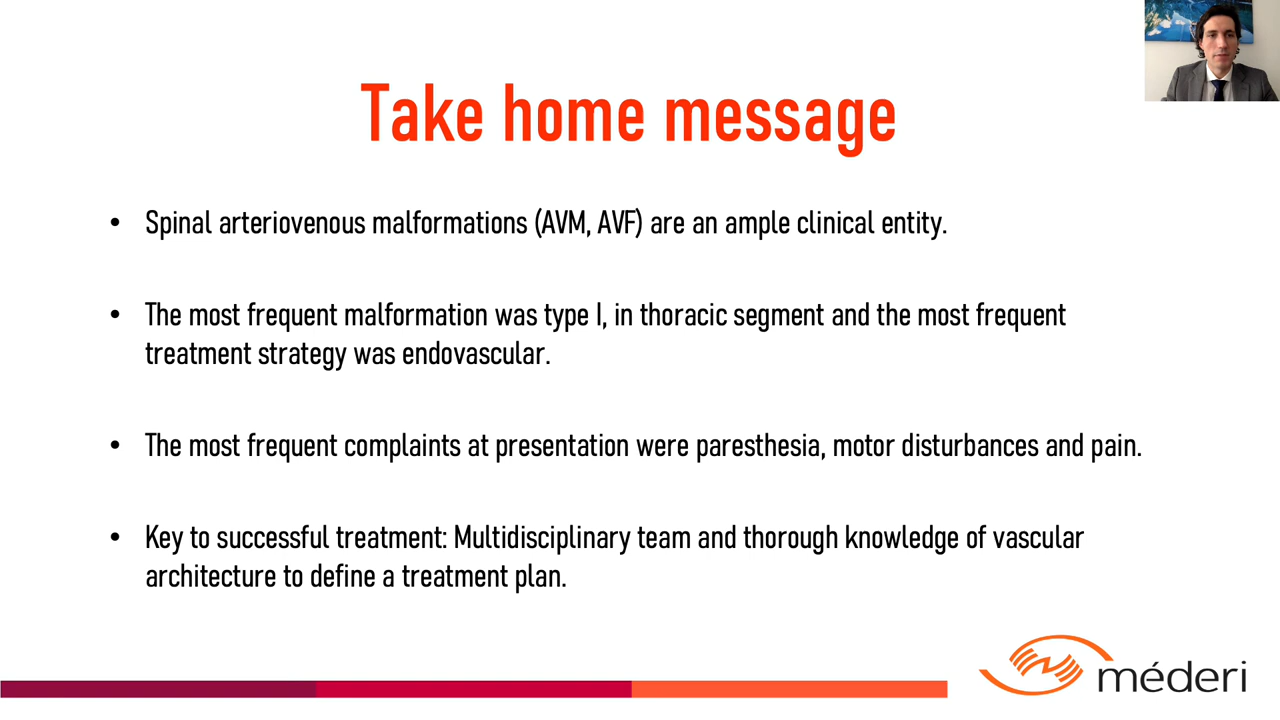 Take home message
• Spinal arteriovenous malformations (AVM, AVF) are an ample clinical entity.
• The most frequent malformation was type I, in thoracic segment and the most frequent
treatment strategy was endovascular.
• The most frequent complaints at presentation were paresthesia, motor disturbances and pain.
• Key to successful treatment: Multidisciplinary team and thorough knowledge of vascular
architecture to define a treatment plan.
méderi